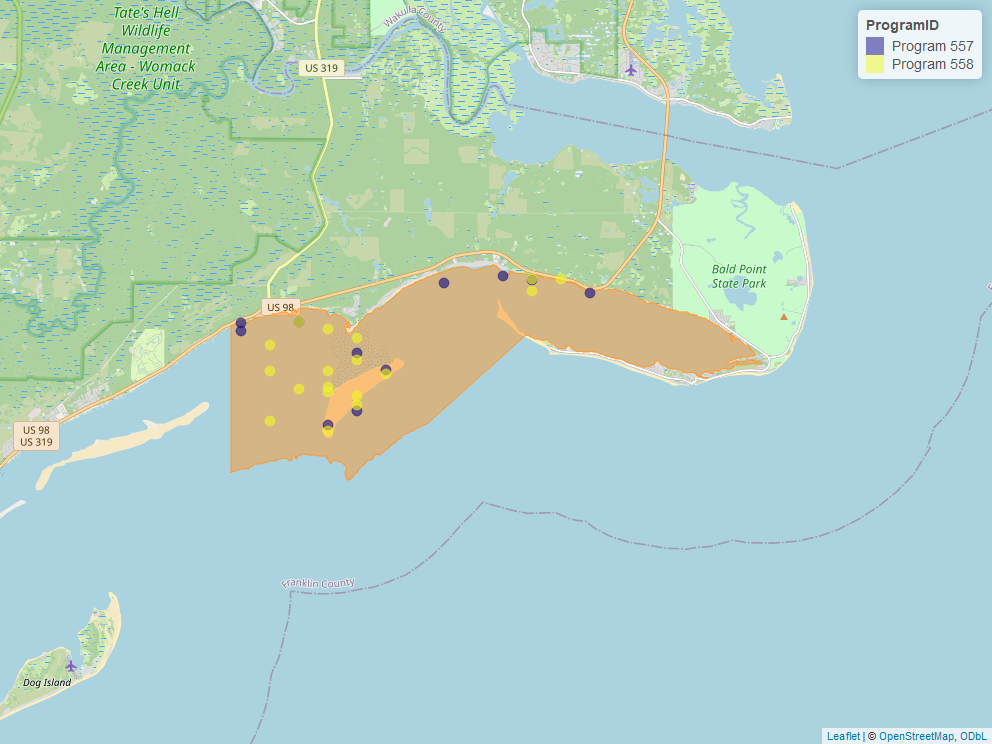 Tate's Hell
Wildlife
Management
Area - Womack
Creek Unit
Wakulla County
US 319
ProgramID
Program 557
Program 558
Bald Point
State Park
US 98
US 98
US 319
Franklin County
Dog Island
Leaflet | © OpenStreetMap, ODbL